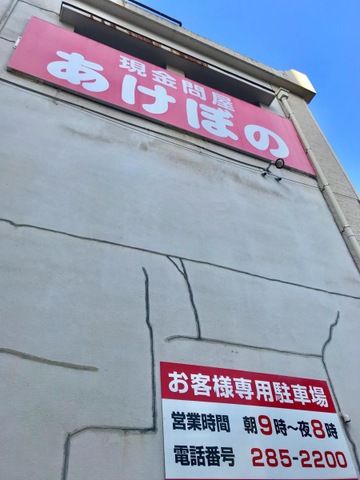 現金問屋
あけぼの
お客様専用駐車場
営業時間 朝9時〜夜8時
電話番号 285-2200